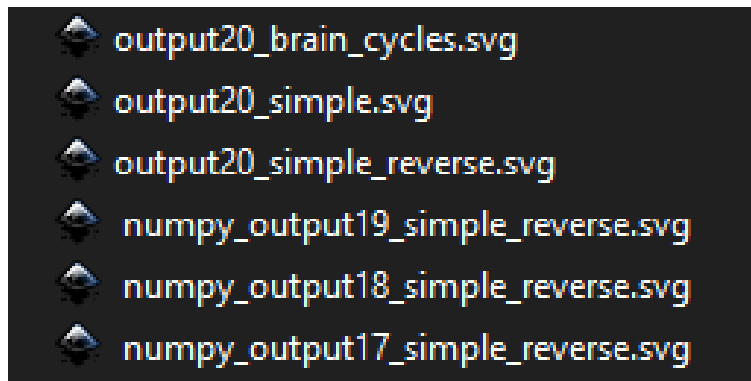 output20_brain_cycles.svg
output20_simple.svg
output20_simple_reverse.svg
numpy_output19_simple_reverse.svg
numpy_output18_simple_reverse.svg
numpy_output17_simple_reverse.svg